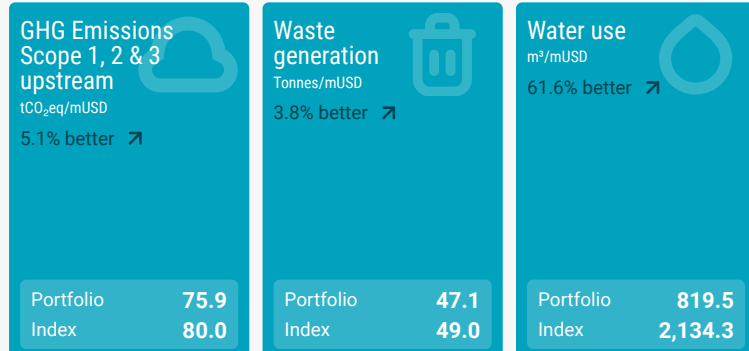 GHG Emissions
Scope 1, 2 & 3
upstream
tCO₂eq/mUSD
5.1% better
Portfolio 75.9
Index 80.0
Waste
generation
Tonnes/mUSD
3.8% better
Portfolio 47.1
Index 49.0
Water use
m³/mUSD
61.6% better
Portfolio 819.5
Index 2,134.3